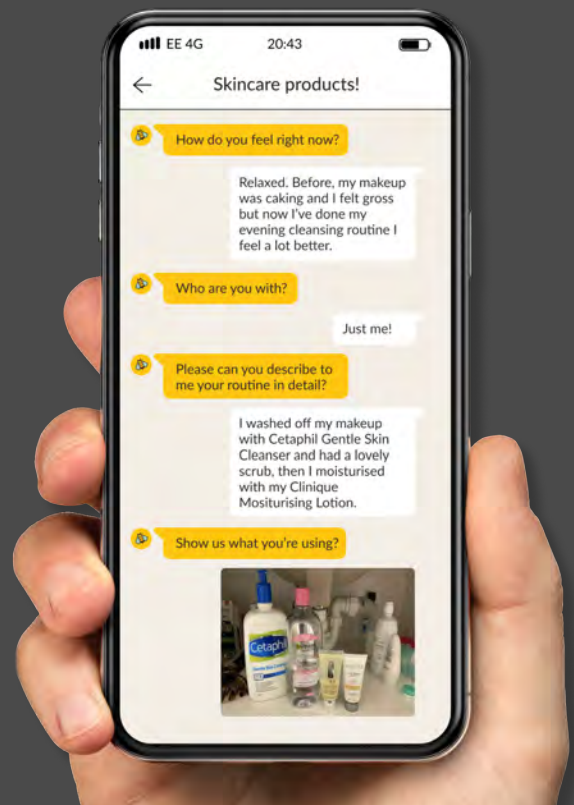 EE 4G 20:43
Skincare products!
How do you feel right now?
Relaxed. Before, my makeup
was caking and I felt gross
but now I've done my
evening cleansing routine I
feel a lot better.
Who are you with?
Just me!
Please can you describe to
me your routine in detail?
I washed off my makeup
with Cetaphil Gentle Skin
Cleanser and had a lovely
scrub, then I moisturised
with my Clinique
Mositurising Lotion.
Show us what you're using?
Cetaphil